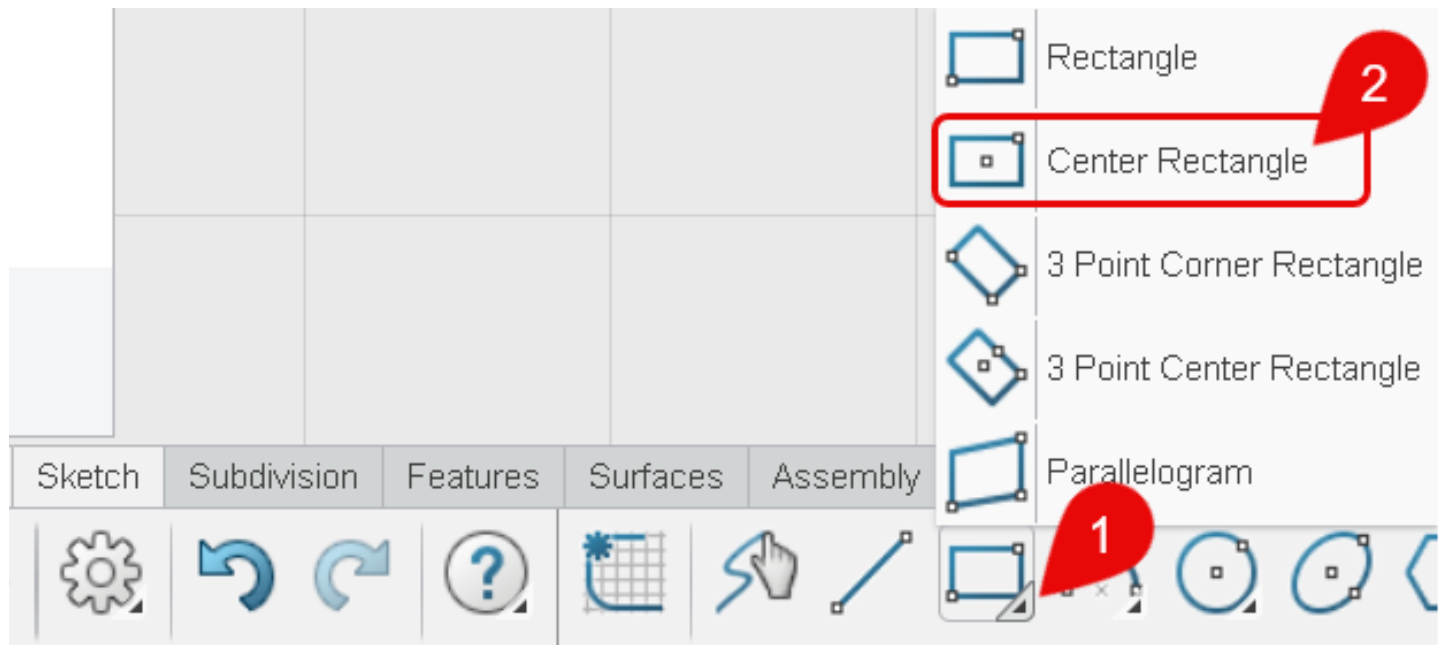 Rectangle
2
Center Rectangle
3 Point Corner Rectangle
3 Point Center Rectangle
Parallelogram
Sketch Subdivision Features Surfaces Assembly
1
?